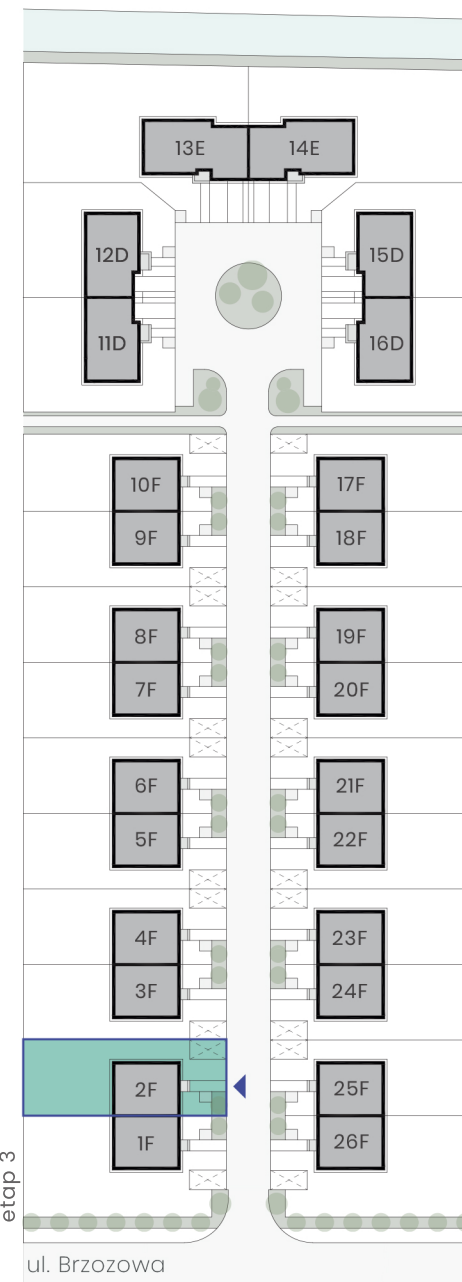 13E 14E
12D 15D
11D 16D
10F 17F
9F 18F
8F 19F
7F 20F
6F 21F
5F 22F
4F 23F
3F 24F
2F 25F
1F 26F
etap 3
ul. Brzozowa